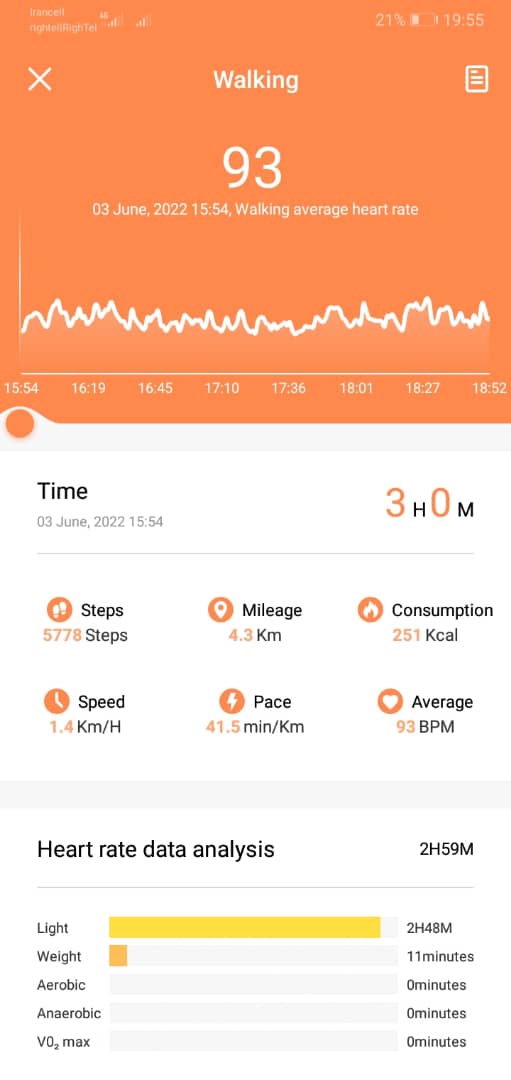 Irancell
rightellRighTel
4G
21%
19:55
Walking
93
03 June, 2022 15:54, Walking average heart rate
15:54 16:19 16:45 17:10 17:36 18:01 18:27 18:52
Time
3 H 0 M
03 June, 2022 15:54
Steps
5778 Steps
Mileage
4.3 Km
Consumption
251 Kcal
Speed
1.4 Km/H
Pace
41.5 min/Km
Average
93 BPM
Heart rate data analysis
2H59M
Light 2H48M
Weight 11minutes
Aerobic 0minutes
Anaerobic 0minutes
V0₂ max 0minutes